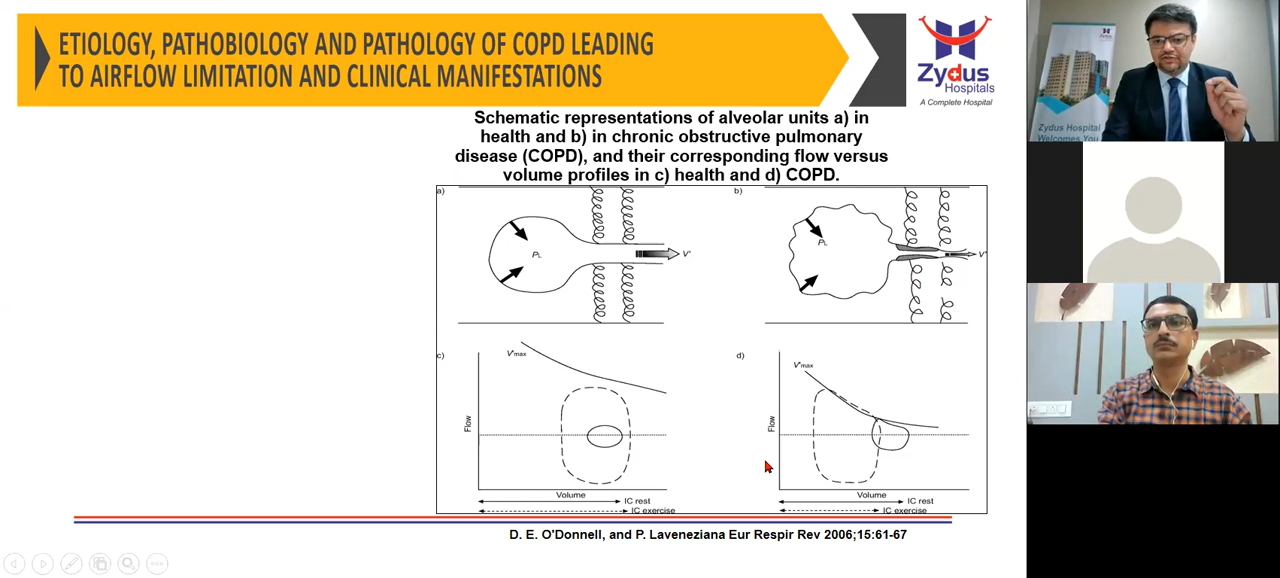 ETIOLOGY, PATHOBIOLOGY AND PATHOLOGY OF COPD LEADING
TO AIRFLOW LIMITATION AND CLINICAL MANIFESTATIONS
Zydus
Hospitals
A Complete Hospital
Schematic representations of alveolar units a) in
health and b) in chronic obstructive pulmonary
disease (COPD), and their corresponding flow versus
volume profiles in c) health and d) COPD.
a)
PL
V'
b)
PL
V'
c)
V'max
Flow
Volume
IC rest
IC exercise
d)
V'max
Flow
Volume
IC rest
IC exercise
D. E. O'Donnell, and P. Laveneziana Eur Respir Rev 2006;15:61-67
Zydus Hospital
Welcomes You